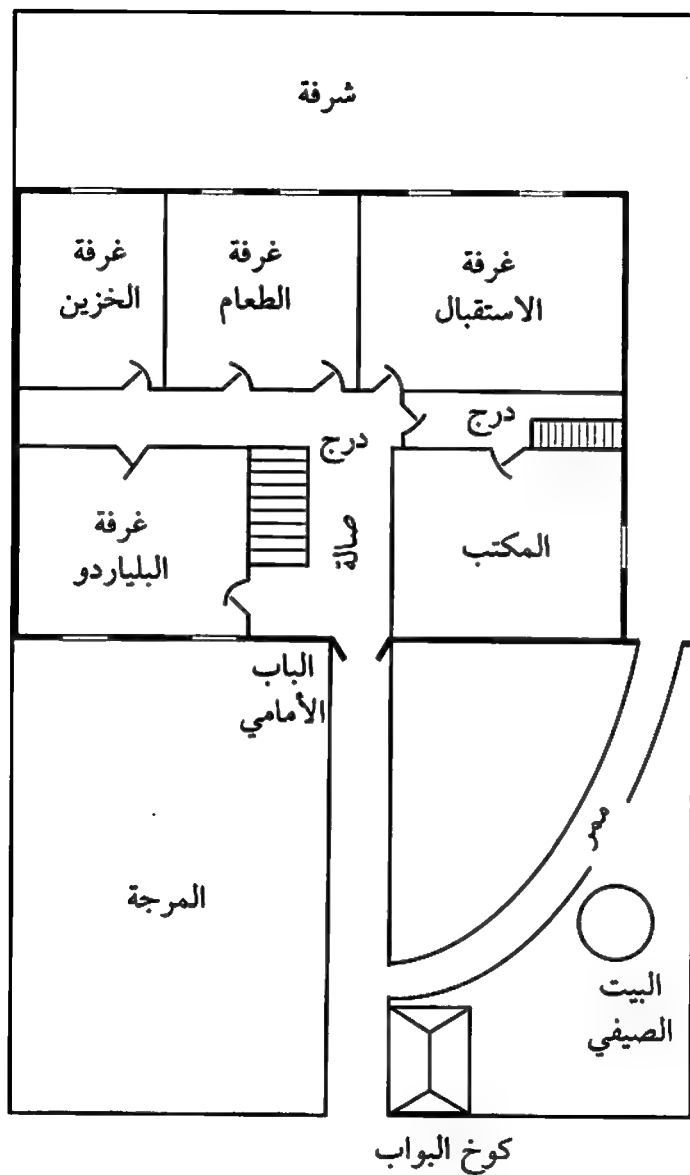 شرفة
غرفة
الاستقبال
غرفة
الطعام
غرفة
الخزين
درج
درج
صالة
المكتب
غرفة
البلياردو
الباب
الأمامي
ممر
المرجة
البيت
الصيفي
كوخ البواب